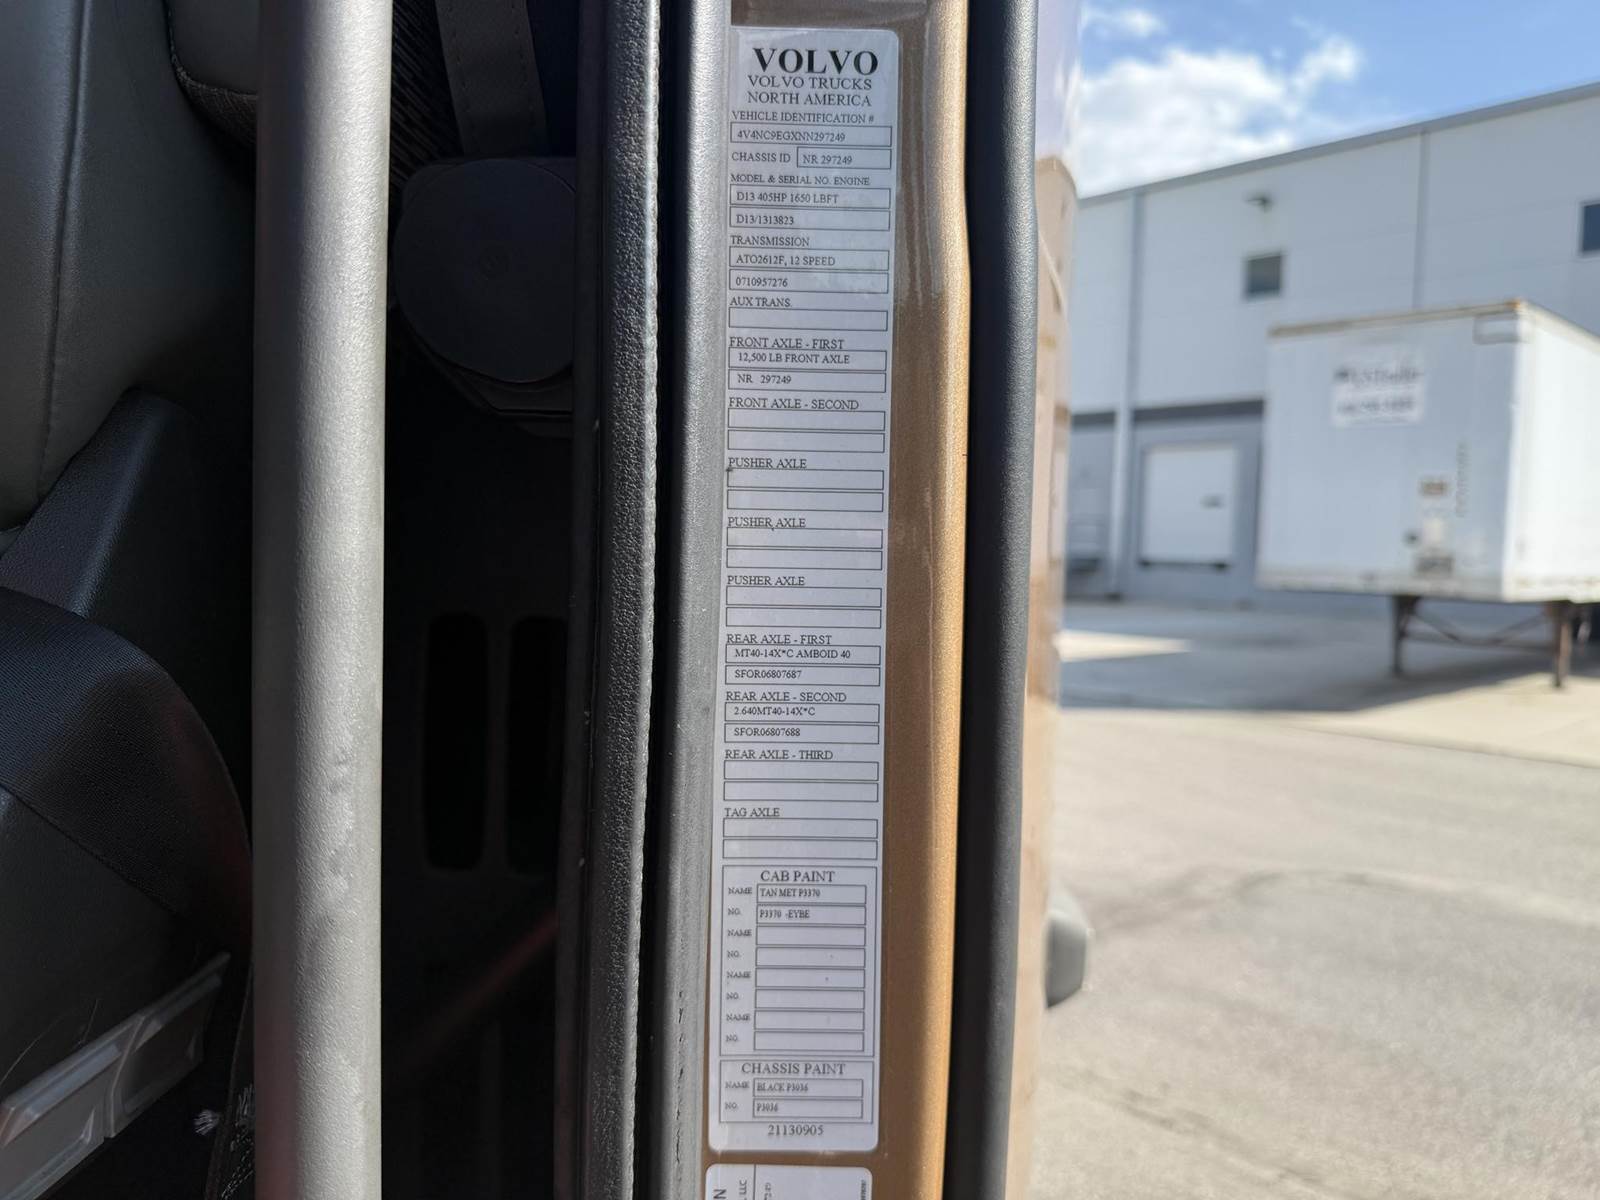 VOLVO
VOLVO TRUCKS
NORTH AMERICA
VEHICLE IDENTIFICATION #
4V4NC9EGXNN297249
CHASSIS ID NR 297249
MODEL & SERIAL NO. ENGINE
D13 405HP 1650 LBFT
D13/1313823
TRANSMISSION
ATO2612F, 12 SPEED
0710957276
AUX TRANS.
FRONT AXLE - FIRST
12,500 LB FRONT AXLE
NR 297249
FRONT AXLE - SECOND
PUSHER AXLE
PUSHER AXLE
PUSHER AXLE
REAR AXLE - FIRST
MT40-14X*C AMBOID 40
SFOR06807687
REAR AXLE - SECOND
2.640MT40-14X*C
SFOR06807688
REAR AXLE - THIRD
TAG AXLE
CAB PAINT
NAME TAN MET P3370
NO. P3370 -EYBE
NAME
NO.
NAME
NO.
NAME
NO.
CHASSIS PAINT
NAME BLACK P3036
NO. P3036
21130905
LLC